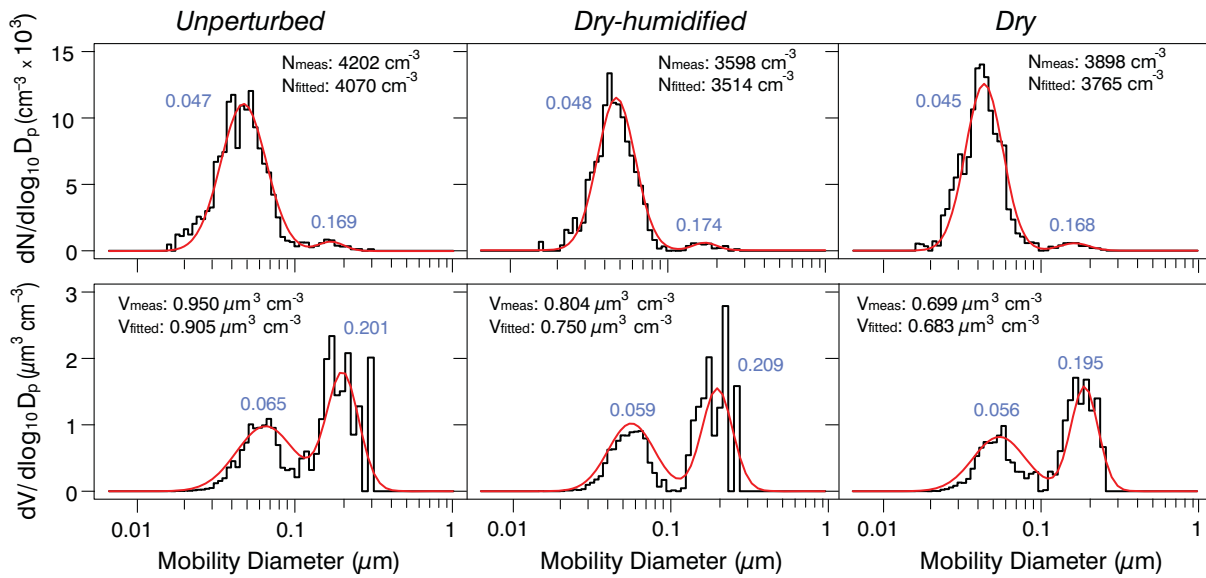 Unperturbed
Dry-humidified
Dry
dN/dlog10 Dp (cm⁻³ x 10³)
15
10
5
0
Nmeas: 4202 cm⁻³
Nfitted: 4070 cm⁻³
0.047
0.169
Nmeas: 3598 cm⁻³
Nfitted: 3514 cm⁻³
0.048
0.174
Nmeas: 3898 cm⁻³
Nfitted: 3765 cm⁻³
0.045
0.168
dV/dlog10 Dp (µm³ cm⁻³)
3
2
1
0
Vmeas: 0.950 µm³ cm⁻³
Vfitted: 0.905 µm³ cm⁻³
0.201
0.065
Vmeas: 0.804 µm³ cm⁻³
Vfitted: 0.750 µm³ cm⁻³
0.209
0.059
Vmeas: 0.699 µm³ cm⁻³
Vfitted: 0.683 µm³ cm⁻³
0.195
0.056
0.01 0.1 1
0.01 0.1 1
0.01 0.1 1
Mobility Diameter (µm)
Mobility Diameter (µm)
Mobility Diameter (µm)